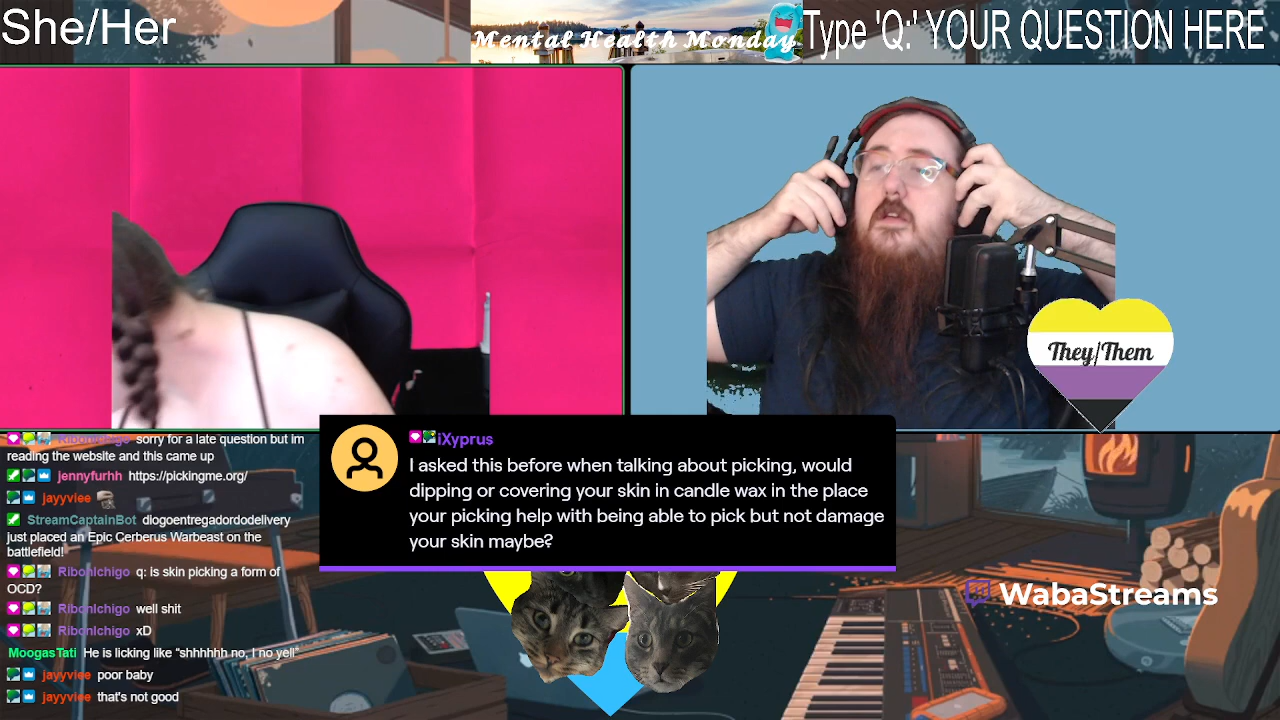 She/Her
Mental Health Monday
Type 'Q:' YOUR QUESTION HERE
They/Them
iXyprus
I asked this before when talking about picking, would
dipping or covering your skin in candle wax in the place
your picking help with being able to pick but not damage
your skin maybe?
RibonIchigo sorry for a late question but im
reading the website and this came up
jennyfurhh https://pickingme.org/
jayyviee
StreamCaptainBot diogoentregadordodelivery
just placed an Epic Cerberus Warbeast on the
battlefield!
RibonIchigo q: is skin picking a form of
OCD?
RibonIchigo well shit
RibonIchigo xD
MoogasTati He is licking like "shhhhhh no, I no yell"
jayyviee poor baby
jayyviee that's not good
WabaStreams